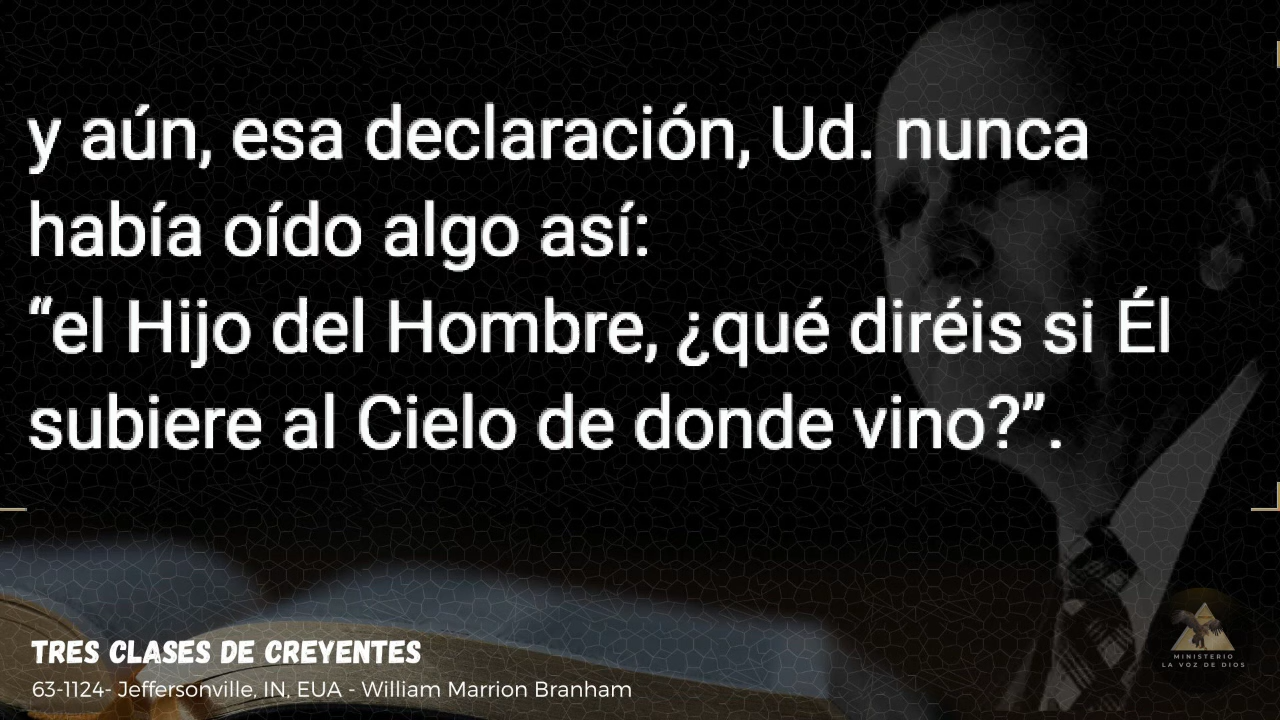 y aún, esa declaración, Ud. nunca
había oído algo así:
“el Hijo del Hombre, ¿qué diréis si Él
subiere al Cielo de donde vino?”.
TRES CLASES DE CREYENTES
63-1124- Jeffersonville, IN, EUA - William Marrion Branham
MINISTERIO
LA VOZ DE DIOS